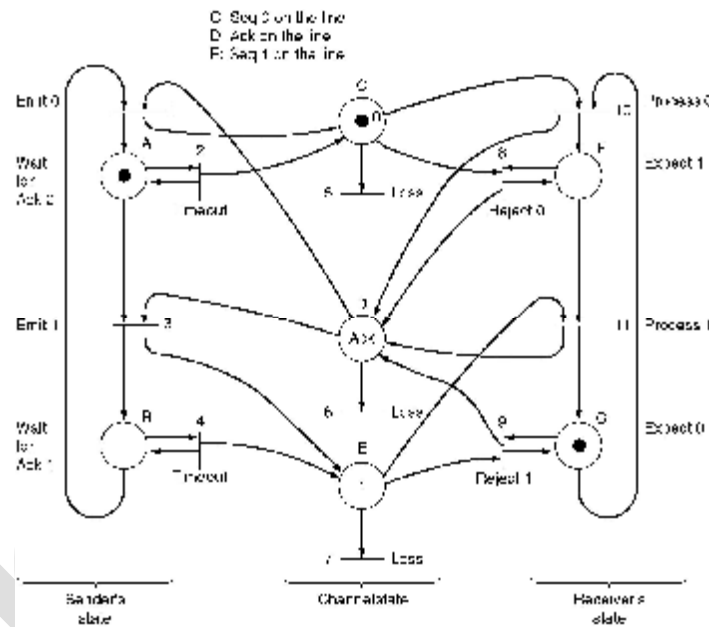 C: Seq 0 on the line
D: Ack on the line
E: Seq 1 on the line
Emit 0
C
0
10
Process 0
A
2
8
F
Wait
for
Expect 1
5
Loss
Timeout
Reject 0
D
Emit 1
3
Ack
11
Process 1
B
4
6
Loss
9
G
Wait
for
Ack 1
E
Expect 0
Timeout
Reject 1
7
Loss
Sender's
state
Channel state
Receiver's
state